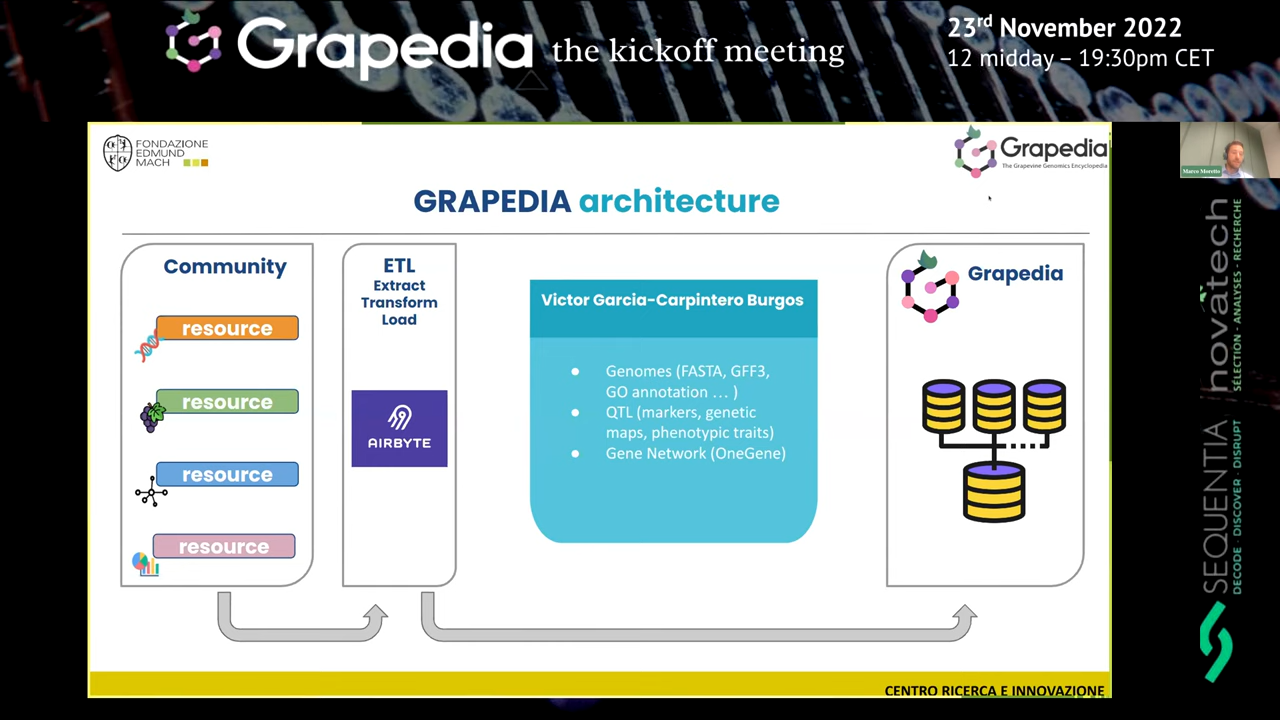 Grapedia the kickoff meeting
23rd November 2022
12 midday – 19:30pm CET
FONDAZIONE
EDMUND
MACH
Grapedia
The Grapevine Genomics Encyclopedia
Marco Moretto
GRAPEDIA architecture
Community
resource
resource
resource
resource
ETL
Extract
Transform
Load
AIRBYTE
Victor Garcia-Carpintero Burgos
● Genomes (FASTA, GFF3,
GO annotation … )
● QTL (markers, genetic
maps, phenotypic traits)
● Gene Network (OneGene)
Grapedia
CENTRO RICERCA E INNOVAZIONE
novatech
SÉLECTION - ANALYSES - RECHERCHE
SEQUENTIA
DECODE · DISCOVER · DISRUPT